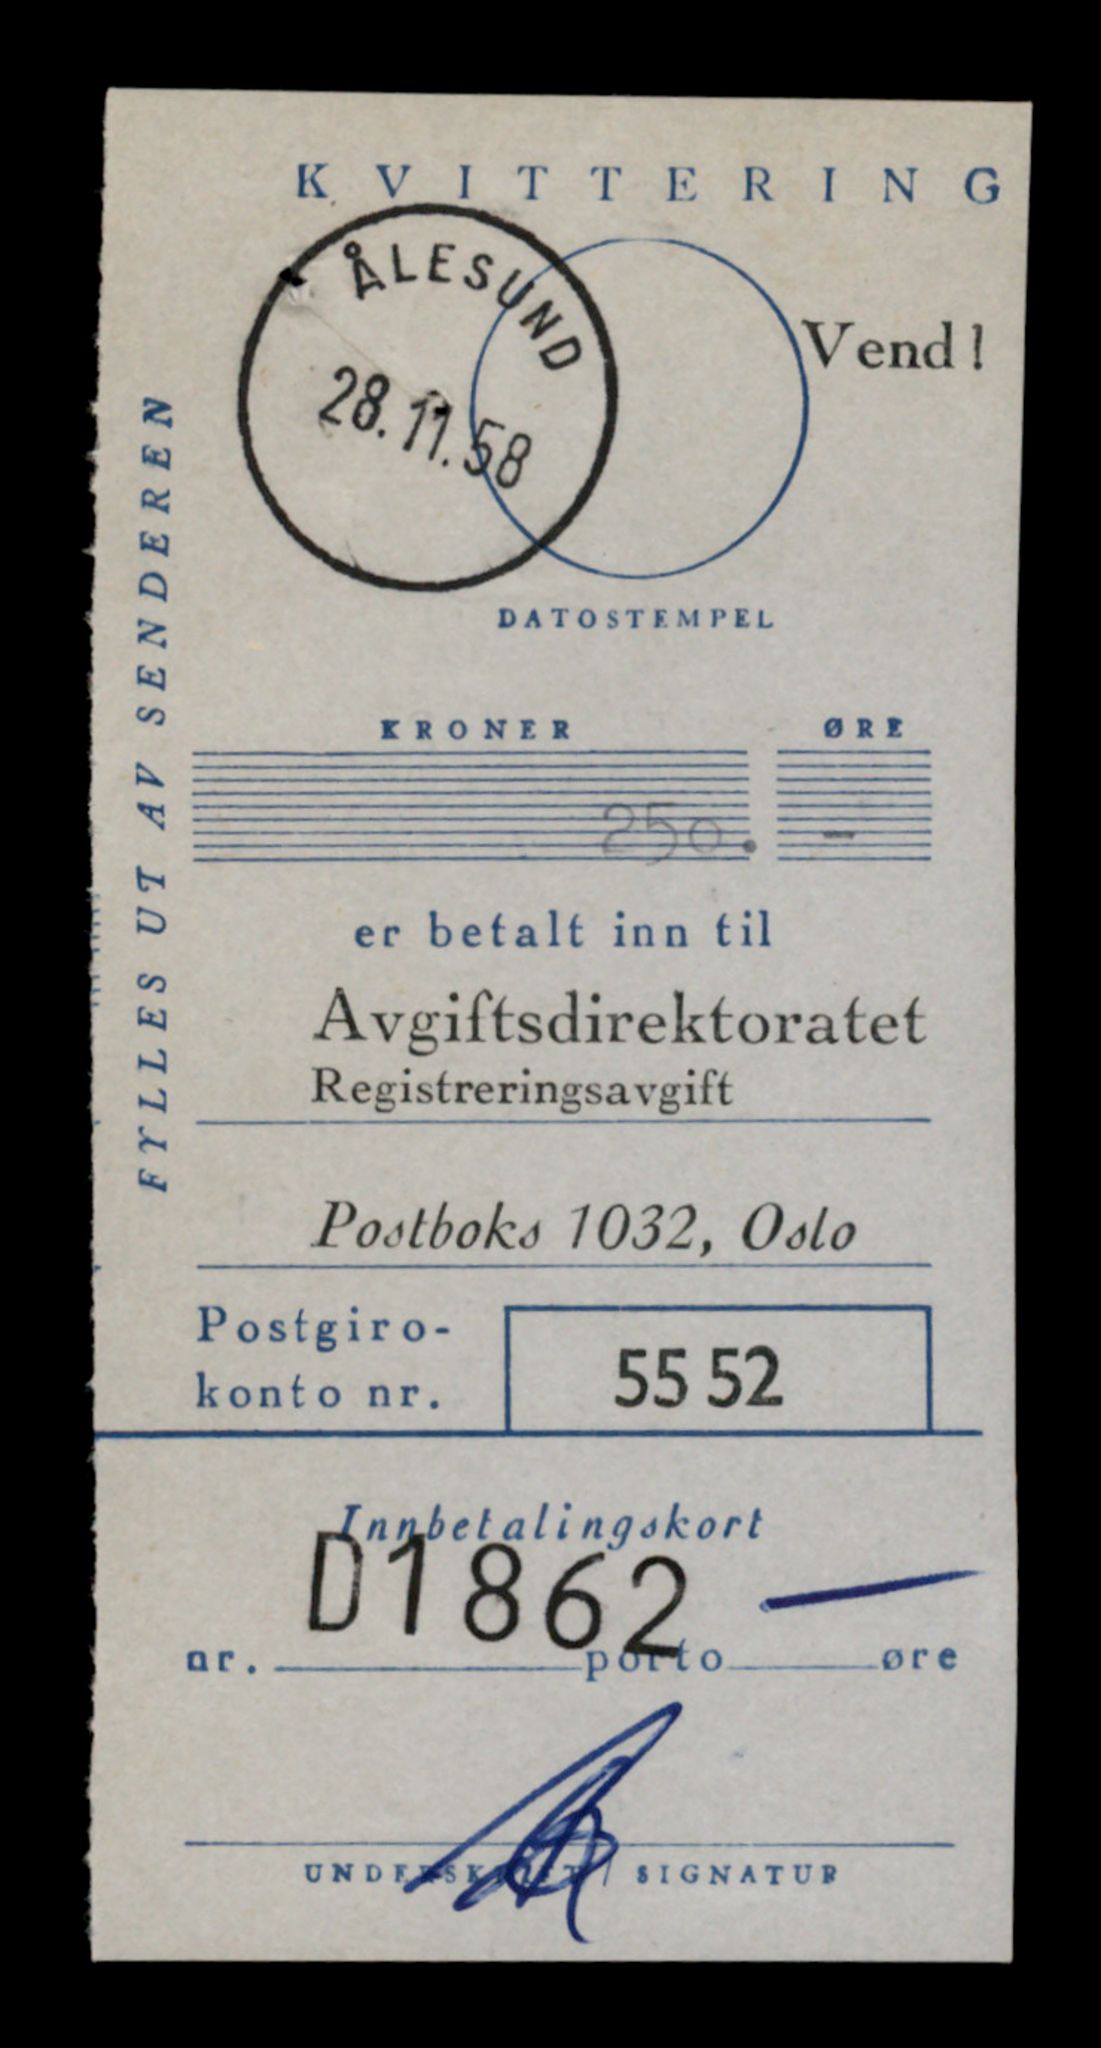 KVITTERING
ÅLESUND
28.11.58
Vend!
DATOSTEMPEL
FYLLES UT AV SENDEREN
KRONER ØRE
250. -
er betalt inn til
Avgiftsdirektoratet
Registreringsavgift
Postboks 1032, Oslo
Postgiro-
konto nr.
55 52
Innbetalingskort
D1862 —
nr. porto øre
UNDERSKRIFT / SIGNATUR